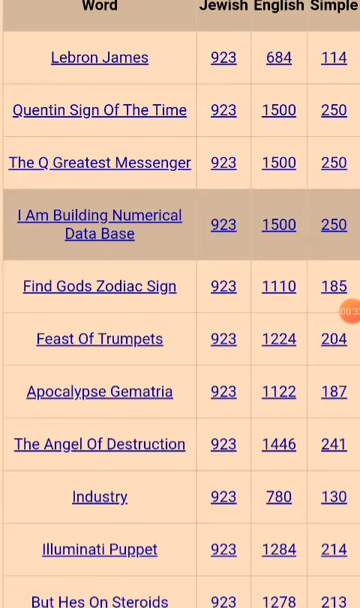 Word Jewish English Simple
Lebron James 923 684 114
Quentin Sign Of The Time 923 1500 250
The Q Greatest Messenger 923 1500 250
I Am Building Numerical
Data Base 923 1500 250
Find Gods Zodiac Sign 923 1110 185
Feast Of Trumpets 923 1224 204
Apocalypse Gematria 923 1122 187
The Angel Of Destruction 923 1446 241
Industry 923 780 130
Illuminati Puppet 923 1284 214
But Hes On Steroids 923 1278 213